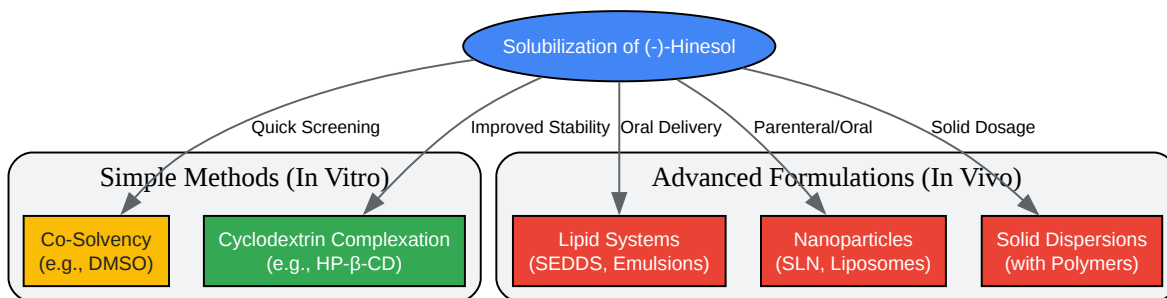 Solubilization of (-)-Hinesol
Quick Screening
Improved Stability
Oral Delivery
Parenteral/Oral
Solid Dosage
Simple Methods (In Vitro)
Advanced Formulations (In Vivo)
Co-Solvency
(e.g., DMSO)
Cyclodextrin Complexation
(e.g., HP-β-CD)
Lipid Systems
(SEDDS, Emulsions)
Nanoparticles
(SLN, Liposomes)
Solid Dispersions
(with Polymers)